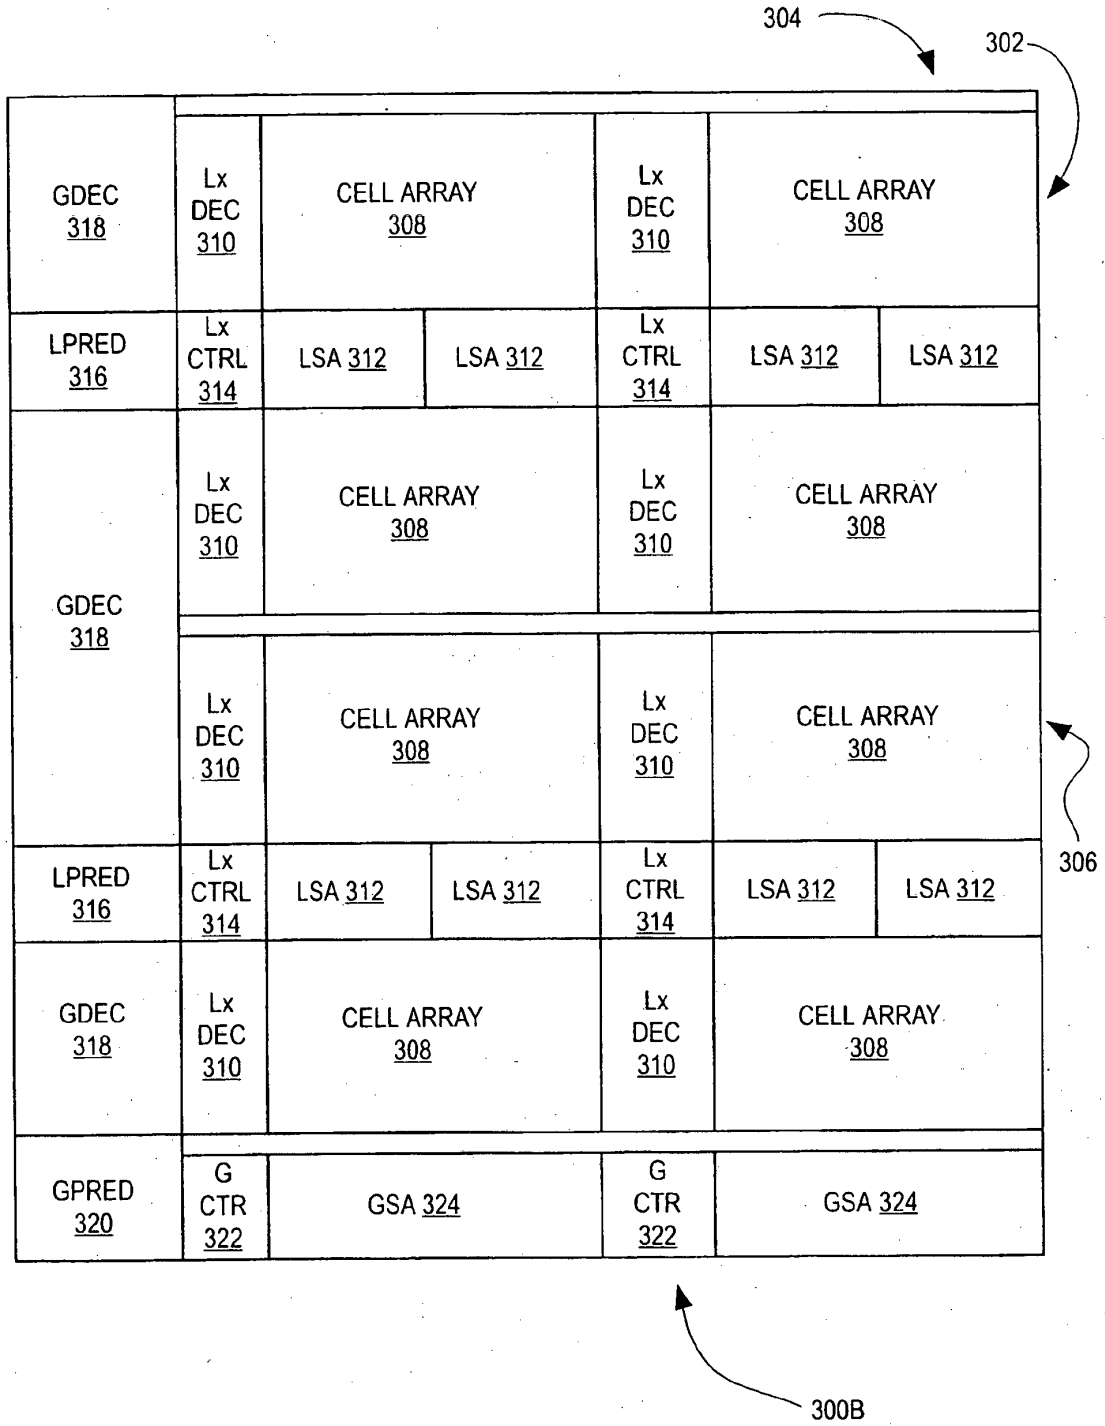 304
302
GDEC
318
Lx
DEC
310
CELL ARRAY
308
Lx
DEC
310
CELL ARRAY
308
LPRED
316
Lx
CTRL
314
LSA 312
LSA 312
Lx
CTRL
314
LSA 312
LSA 312
GDEC
318
Lx
DEC
310
CELL ARRAY
308
Lx
DEC
310
CELL ARRAY
308
Lx
DEC
310
CELL ARRAY
308
Lx
DEC
310
CELL ARRAY
308
306
LPRED
316
Lx
CTRL
314
LSA 312
LSA 312
Lx
CTRL
314
LSA 312
LSA 312
GDEC
318
Lx
DEC
310
CELL ARRAY
308
Lx
DEC
310
CELL ARRAY
308
GPRED
320
G
CTR
322
GSA 324
G
CTR
322
GSA 324
300B